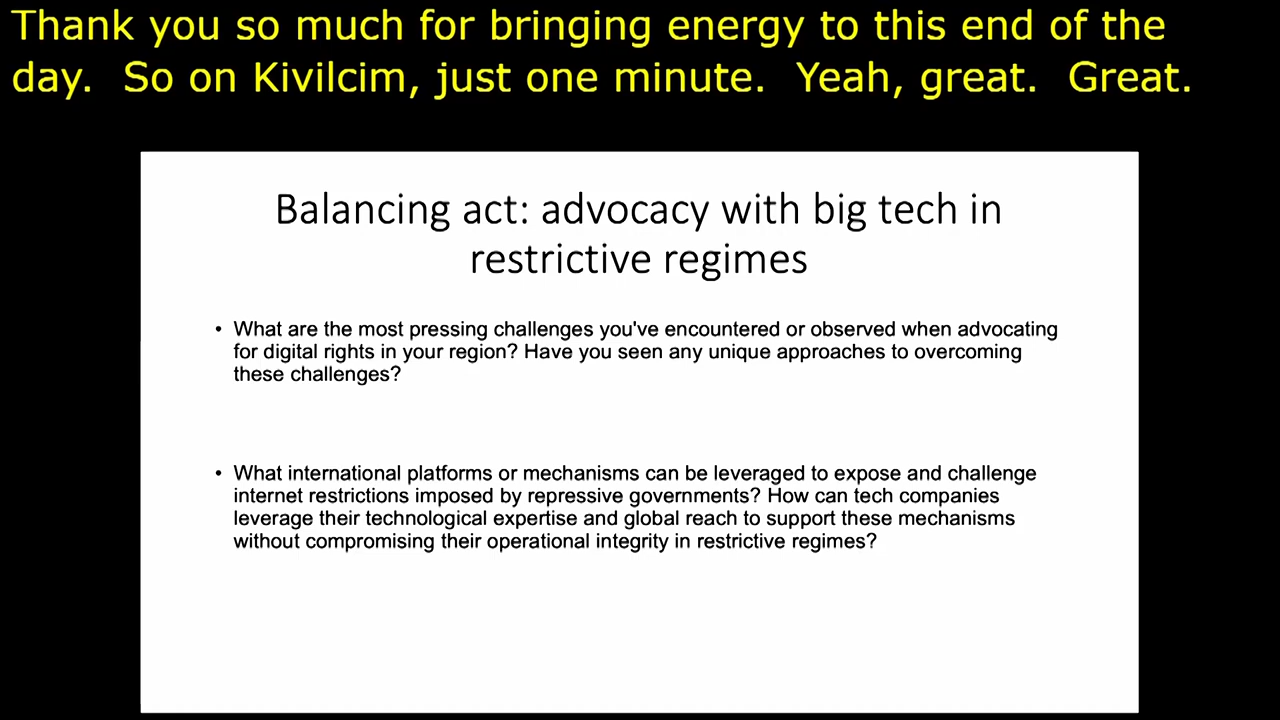 Thank you so much for bringing energy to this end of the
day.  So on Kivilcim, just one minute.  Yeah, great.  Great.
Balancing act: advocacy with big tech in
restrictive regimes
• What are the most pressing challenges you've encountered or observed when advocating
for digital rights in your region? Have you seen any unique approaches to overcoming
these challenges?
• What international platforms or mechanisms can be leveraged to expose and challenge
internet restrictions imposed by repressive governments? How can tech companies
leverage their technological expertise and global reach to support these mechanisms
without compromising their operational integrity in restrictive regimes?